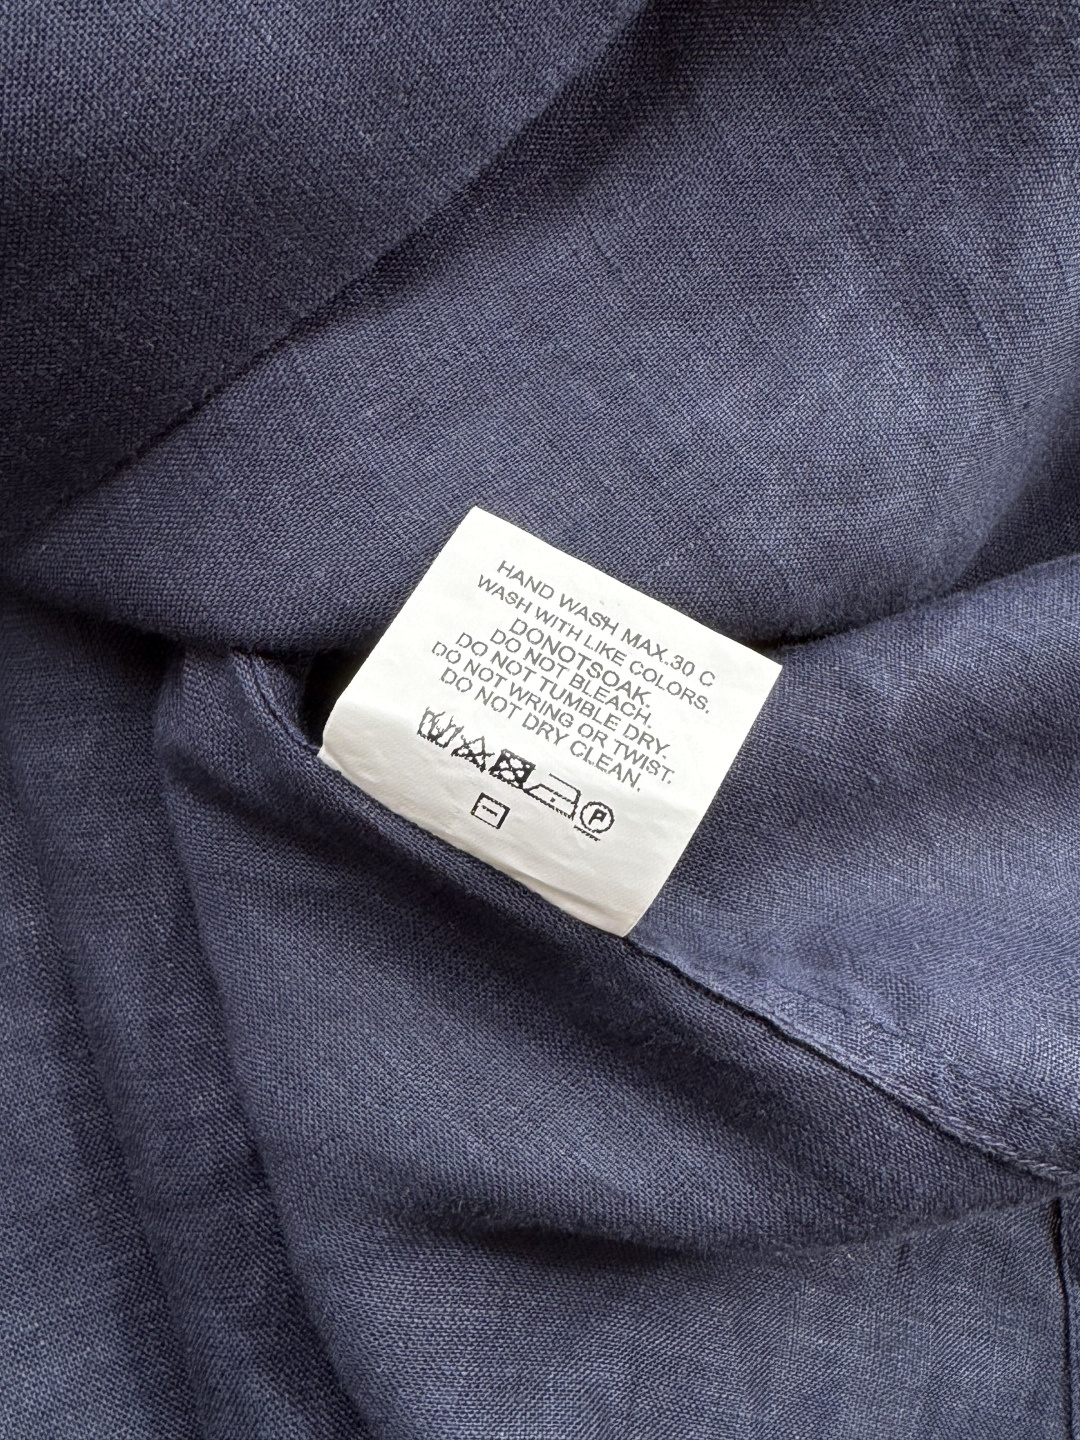 HAND WASH MAX.30 C
WASH WITH LIKE COLORS.
DONOTSOAK.
DO NOT BLEACH.
DO NOT TUMBLE DRY.
DO NOT WRING OR TWIST.
DO NOT DRY CLEAN.
P